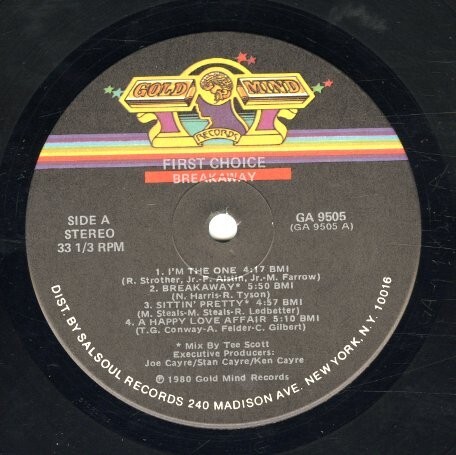 GOLD MIND
RECORDS
FIRST CHOICE
BREAKAWAY
SIDE A
STEREO
33 1/3 RPM
GA 9505
(GA 9505 A)
1. I'M THE ONE 4:17 BMI
(R. Strother, Jr.-P. Alstin, Jr.-M. Farrow)
2. BREAKAWAY* 5:50 BMI
(N. Harris-R. Tyson)
3. SITTIN' PRETTY* 4:57 BMI
(M. Steals-M. Steals-R. Ledbetter)
4. A HAPPY LOVE AFFAIR 5:10 BMI
(T.G. Conway-A. Felder-C. Gilbert)
* Mix By Tee Scott
Executive Producers:
Joe Cayre/Stan Cayre/Ken Cayre
℗ 1980 Gold Mind Records
DIST. BY SALSOUL RECORDS 240 MADISON AVE. NEW YORK, N.Y. 10016